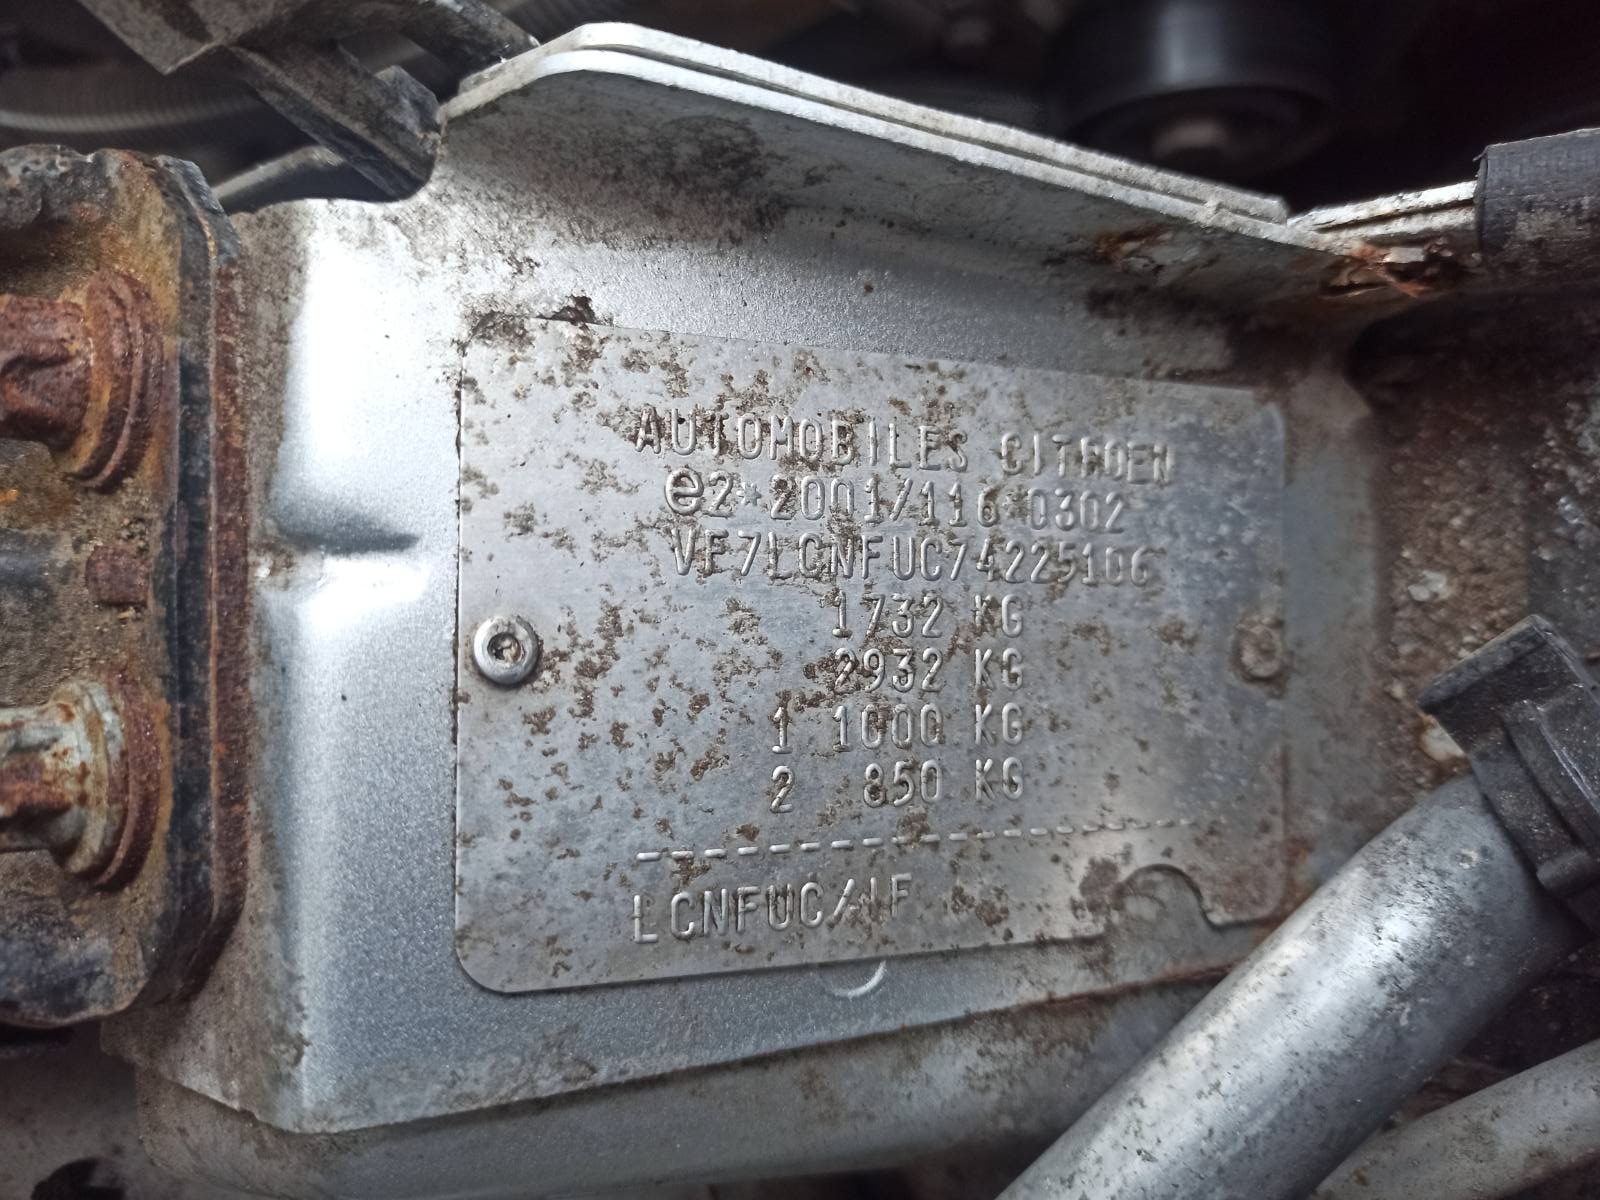 AUTOMOBILES CITROEN
e2*2001/116*0302
VF7LCNFUC74225106
1732 KG
2932 KG
1 1000 KG
2 850 KG
--------------------
LCNFUC/IF